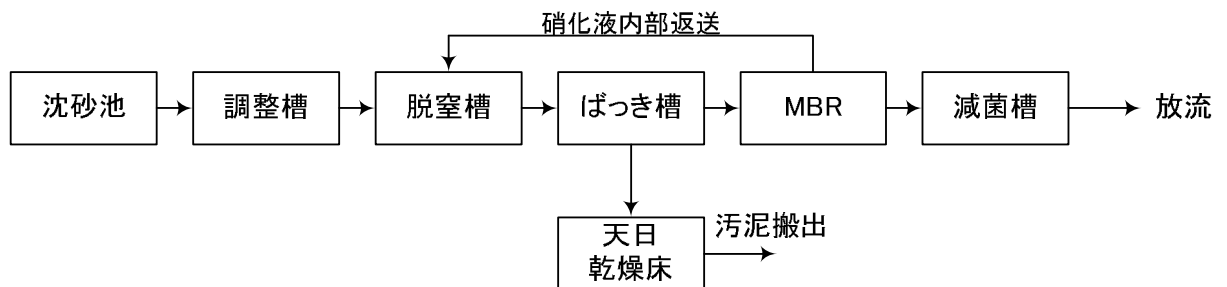 硝化液内部返送
沈砂池
調整槽
脱窒槽
ばっき槽
MBR
減菌槽
放流
天日
乾燥床
汚泥搬出